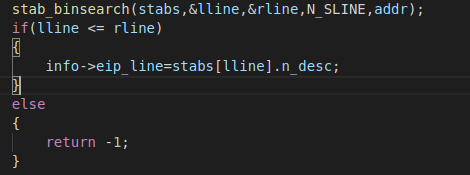 stab_binsearch(stabs,&lline,&rline,N_SLINE,addr);
if(lline <= rline)
{
    info->eip_line=stabs[lline].n_desc;
}
else
{
    return -1;
}